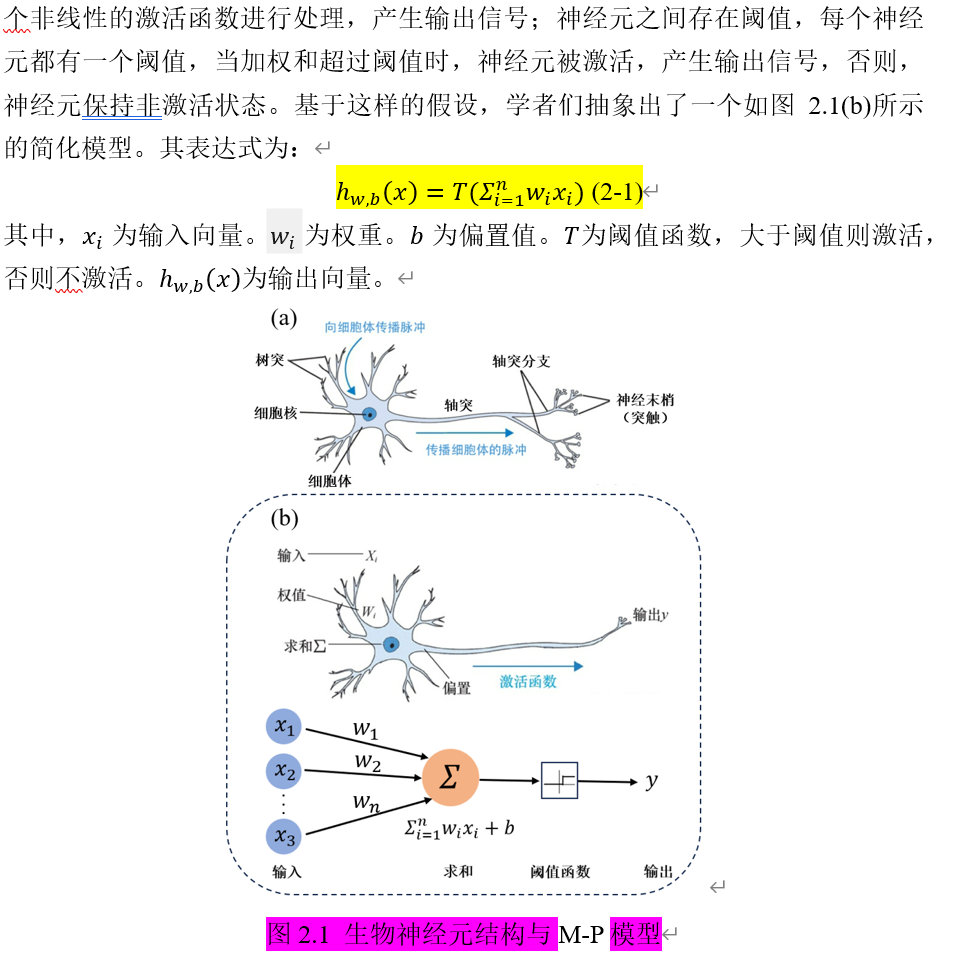 个非线性的激活函数进行处理，产生输出信号；神经元之间存在阈值，每个神经
元都有一个阈值，当加权和超过阈值时，神经元被激活，产生输出信号，否则，
神经元保持非激活状态。基于这样的假设，学者们抽象出了一个如图 2.1(b)所示
的简化模型。其表达式为：
h_{w,b}(x) = T(Σ_{i=1}^{n} w_i x_i) (2-1)
其中，x_i 为输入向量。w_i 为权重。b 为偏置值。T为阈值函数，大于阈值则激活，
否则不激活。h_{w,b}(x)为输出向量。
(a)
向细胞体传播脉冲
树突
轴突分支
细胞核
轴突
神经末梢
（突触）
传播细胞体的脉冲
细胞体
(b)
输入
X_i
权值
W_i
输出y
求和Σ
偏置
激活函数
x_1
w_1
x_2
w_2
Σ
y
w_n
x_3
Σ_{i=1}^{n} w_i x_i + b
输入
求和
阈值函数
输出
图 2.1 生物神经元结构与 M-P 模型